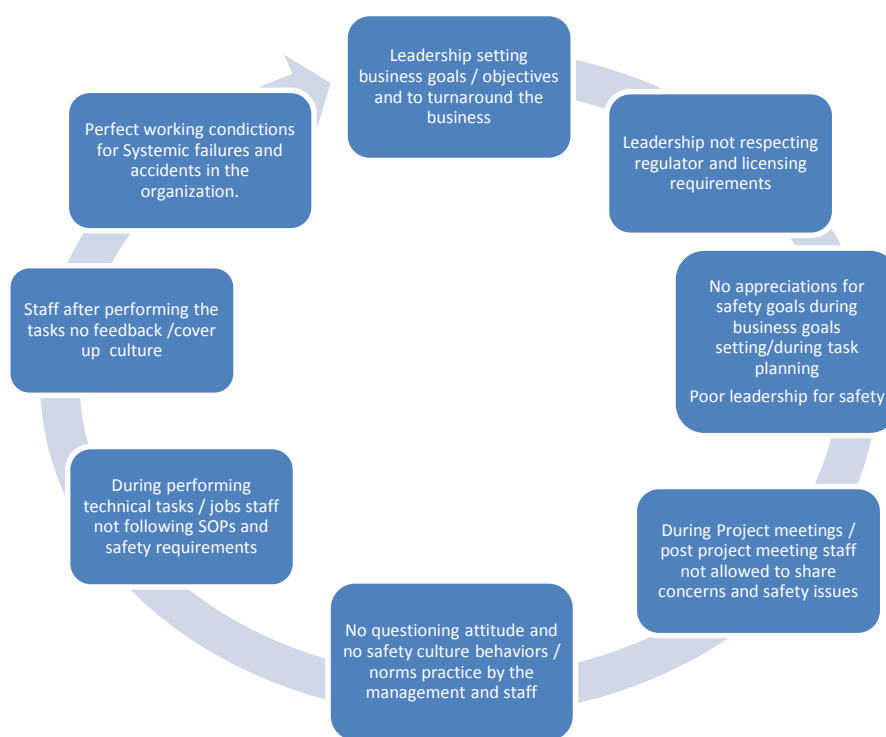 Leadership setting
business goals / objectives
and to turnaround the
business
Leadership not respecting
regulator and licensing
requirements
No appreciations for
safety goals during
business goals
setting/during task
planning
Poor leadership for safety
During Project meetings /
post project meeting staff
not allowed to share
concerns and safety issues
No questioning attitude and
no safety culture behaviors /
norms practice by the
management and staff
During performing
technical tasks / jobs staff
not following SOPs and
safety requirements
Staff after performing the
tasks no feedback /cover
up culture
Perfect working condictions
for Systemic failures and
accidents in the
organization.